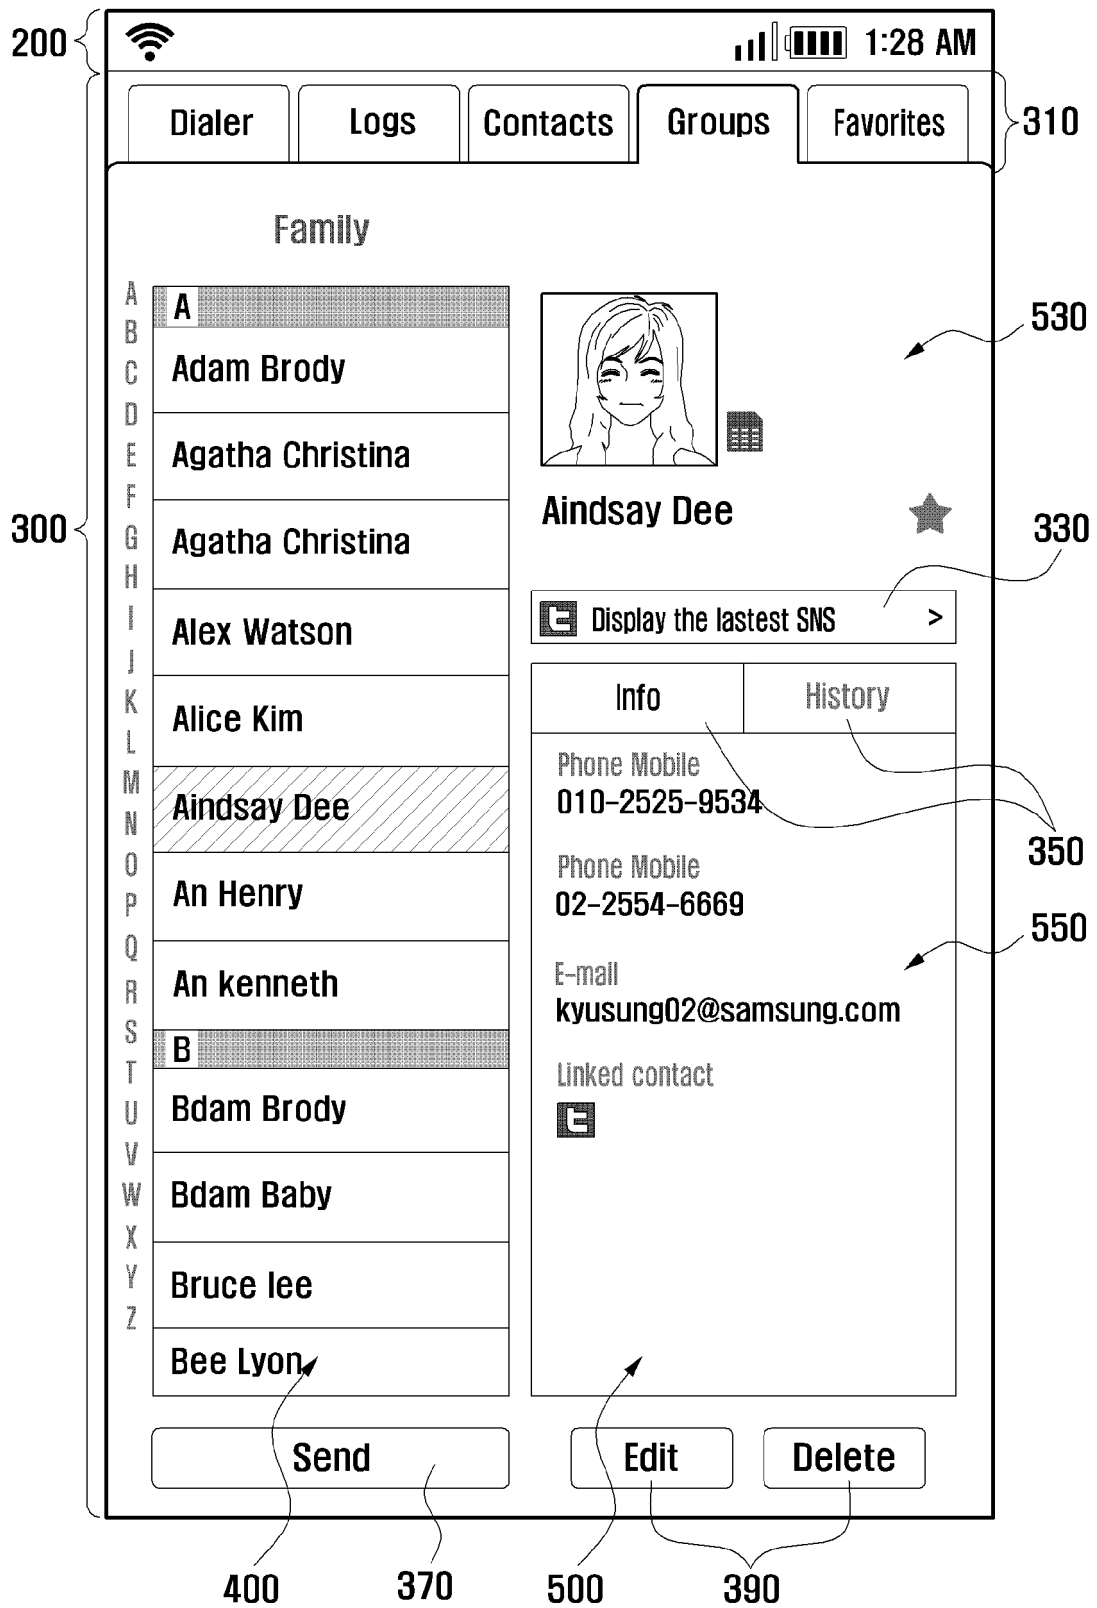 200
1:28 AM
Dialer
Logs
Contacts
Groups
Favorites
310
Family
A
B
C
D
E
F
G
H
I
J
K
L
M
N
O
P
Q
R
S
T
U
V
W
X
Y
Z
300
A
Adam Brody
Agatha Christina
Agatha Christina
Alex Watson
Alice Kim
Aindsay Dee
An Henry
An kenneth
B
Bdam Brody
Bdam Baby
Bruce lee
Bee Lyon
530
Aindsay Dee
330
t Display the lastest SNS >
Info
History
Phone Mobile
010-2525-9534
350
Phone Mobile
02-2554-6669
550
E-mail
kyusung02@samsung.com
Linked contact
t
Send
Edit
Delete
400
370
500
390